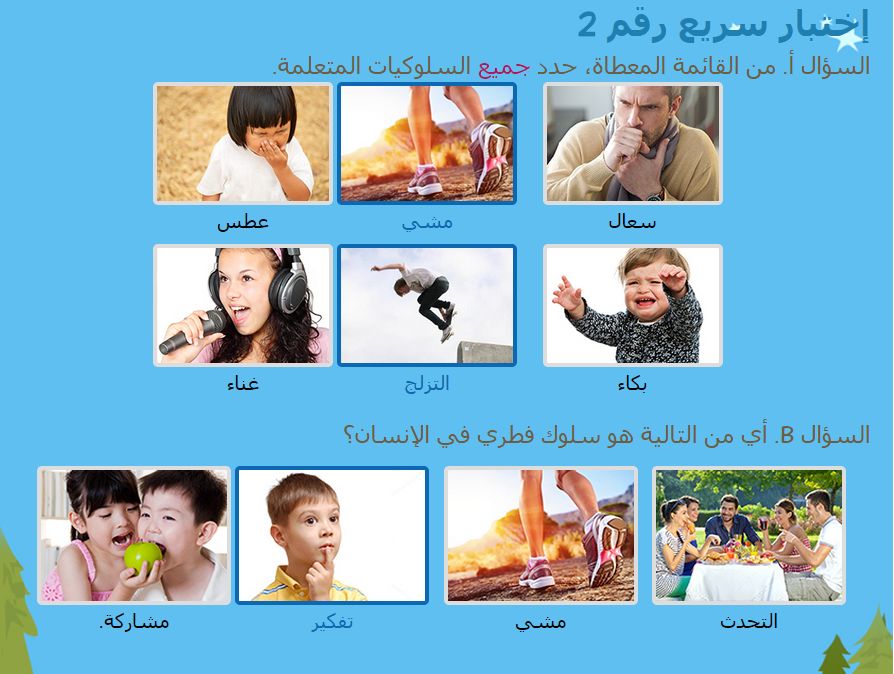 إختبار سريع رقم 2
السؤال أ. من القائمة المعطاة، حدد جميع السلوكيات المتعلمة.
سعال مشي عطس
بكاء التزلج غناء
السؤال B. أي من التالية هو سلوك فطري في الإنسان؟
التحدث مشي تفكير مشاركة.